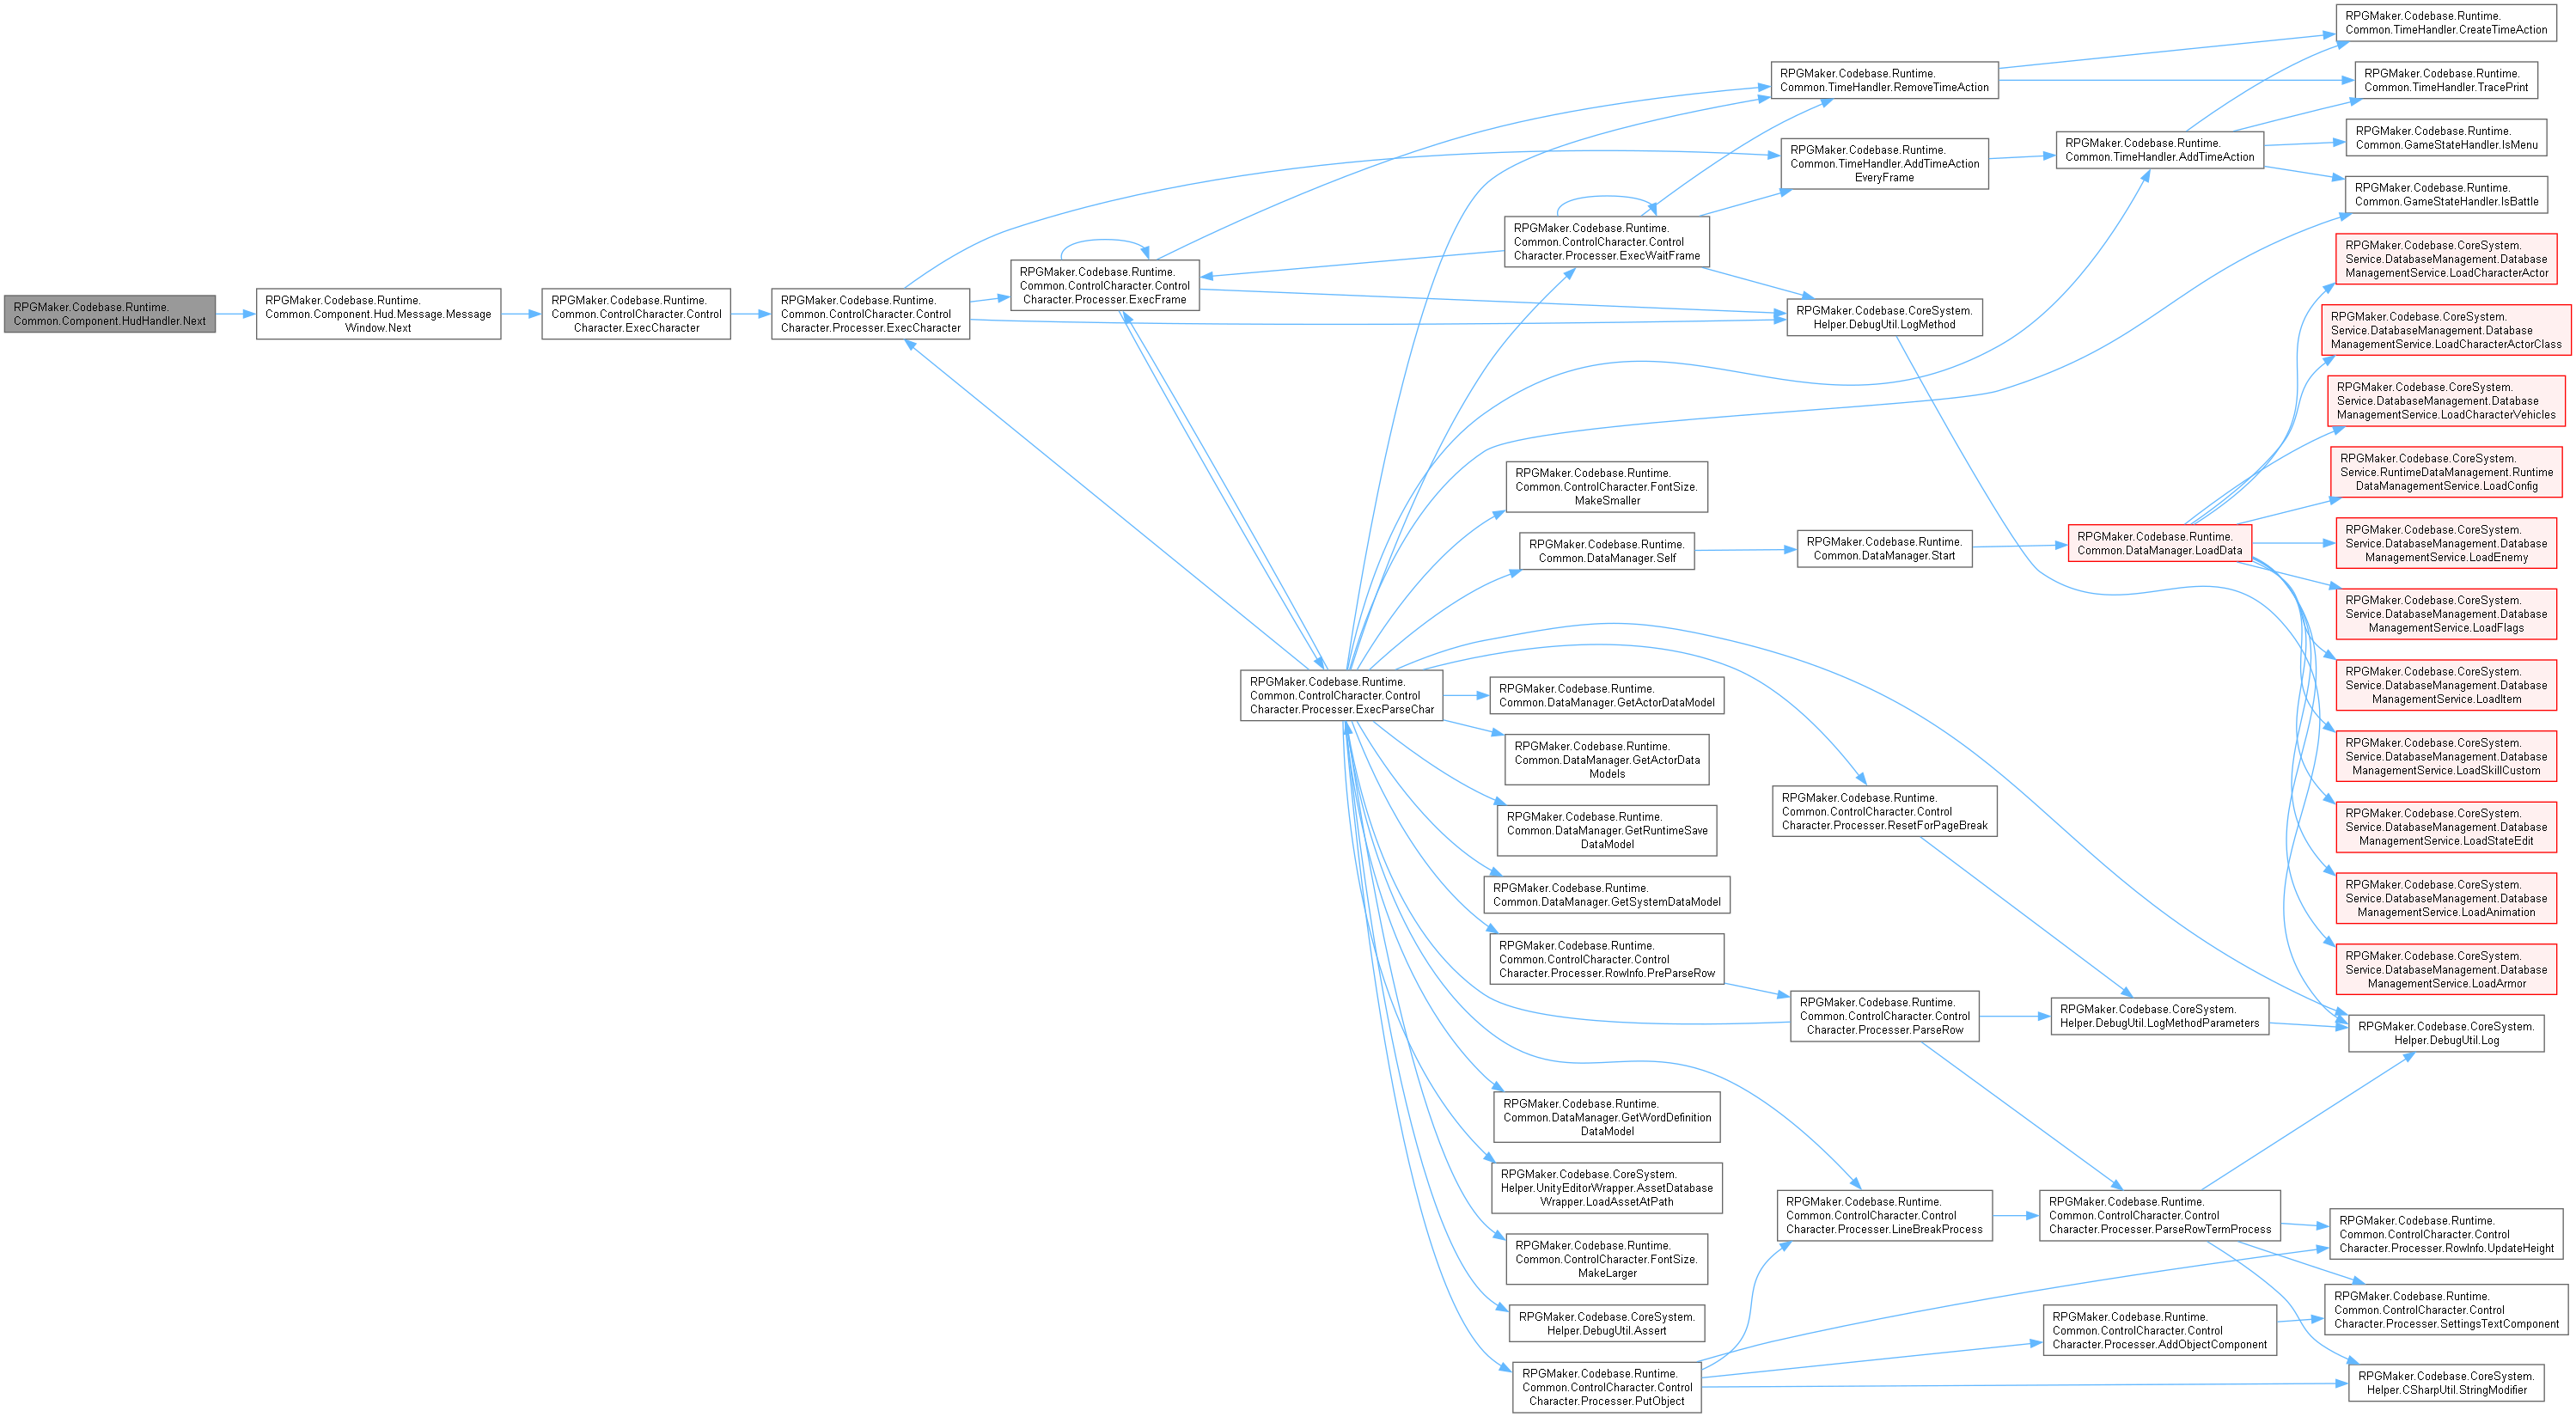 RPGMaker.Codebase.Runtime.
Common.Component.HudHandler.Next
RPGMaker.Codebase.Runtime.
Common.Component.Hud.Message.Message
Window.Next
RPGMaker.Codebase.Runtime.
Common.ControlCharacter.Control
Character.ExecCharacter
RPGMaker.Codebase.Runtime.
Common.ControlCharacter.Control
Character.Processer.ExecCharacter
RPGMaker.Codebase.Runtime.
Common.ControlCharacter.Control
Character.Processer.ExecFrame
RPGMaker.Codebase.Runtime.
Common.ControlCharacter.Control
Character.Processer.ExecParseChar
RPGMaker.Codebase.Runtime.
Common.ControlCharacter.Control
Character.Processer.ExecWaitFrame
RPGMaker.Codebase.Runtime.
Common.ControlCharacter.FontSize.
MakeSmaller
RPGMaker.Codebase.Runtime.
Common.DataManager.Self
RPGMaker.Codebase.Runtime.
Common.DataManager.GetActorDataModel
RPGMaker.Codebase.Runtime.
Common.DataManager.GetActorData
Models
RPGMaker.Codebase.Runtime.
Common.DataManager.GetRuntimeSave
DataModel
RPGMaker.Codebase.Runtime.
Common.DataManager.GetSystemDataModel
RPGMaker.Codebase.Runtime.
Common.ControlCharacter.Control
Character.Processer.RowInfo.PreParseRow
RPGMaker.Codebase.Runtime.
Common.DataManager.GetWordDefinition
DataModel
RPGMaker.Codebase.CoreSystem.
Helper.UnityEditorWrapper.AssetDatabase
Wrapper.LoadAssetAtPath
RPGMaker.Codebase.Runtime.
Common.ControlCharacter.FontSize.
MakeLarger
RPGMaker.Codebase.CoreSystem.
Helper.DebugUtil.Assert
RPGMaker.Codebase.Runtime.
Common.ControlCharacter.Control
Character.Processer.PutObject
RPGMaker.Codebase.Runtime.
Common.TimeHandler.RemoveTimeAction
RPGMaker.Codebase.Runtime.
Common.TimeHandler.AddTimeAction
EveryFrame
RPGMaker.Codebase.CoreSystem.
Helper.DebugUtil.LogMethod
RPGMaker.Codebase.Runtime.
Common.DataManager.Start
RPGMaker.Codebase.Runtime.
Common.ControlCharacter.Control
Character.Processer.ResetForPageBreak
RPGMaker.Codebase.Runtime.
Common.ControlCharacter.Control
Character.Processer.ParseRow
RPGMaker.Codebase.Runtime.
Common.ControlCharacter.Control
Character.Processer.LineBreakProcess
RPGMaker.Codebase.Runtime.
Common.TimeHandler.AddTimeAction
RPGMaker.Codebase.Runtime.
Common.DataManager.LoadData
RPGMaker.Codebase.CoreSystem.
Helper.DebugUtil.LogMethodParameters
RPGMaker.Codebase.Runtime.
Common.ControlCharacter.Control
Character.Processer.ParseRowTermProcess
RPGMaker.Codebase.Runtime.
Common.ControlCharacter.Control
Character.Processer.AddObjectComponent
RPGMaker.Codebase.Runtime.
Common.TimeHandler.CreateTimeAction
RPGMaker.Codebase.Runtime.
Common.TimeHandler.TracePrint
RPGMaker.Codebase.Runtime.
Common.GameStateHandler.IsMenu
RPGMaker.Codebase.Runtime.
Common.GameStateHandler.IsBattle
RPGMaker.Codebase.CoreSystem.
Service.DatabaseManagement.Database
ManagementService.LoadCharacterActor
RPGMaker.Codebase.CoreSystem.
Service.DatabaseManagement.Database
ManagementService.LoadCharacterActorClass
RPGMaker.Codebase.CoreSystem.
Service.DatabaseManagement.Database
ManagementService.LoadCharacterVehicles
RPGMaker.Codebase.CoreSystem.
Service.RuntimeDataManagement.Runtime
DataManagementService.LoadConfig
RPGMaker.Codebase.CoreSystem.
Service.DatabaseManagement.Database
ManagementService.LoadEnemy
RPGMaker.Codebase.CoreSystem.
Service.DatabaseManagement.Database
ManagementService.LoadFlags
RPGMaker.Codebase.CoreSystem.
Service.DatabaseManagement.Database
ManagementService.LoadItem
RPGMaker.Codebase.CoreSystem.
Service.DatabaseManagement.Database
ManagementService.LoadSkillCustom
RPGMaker.Codebase.CoreSystem.
Service.DatabaseManagement.Database
ManagementService.LoadStateEdit
RPGMaker.Codebase.CoreSystem.
Service.DatabaseManagement.Database
ManagementService.LoadAnimation
RPGMaker.Codebase.CoreSystem.
Service.DatabaseManagement.Database
ManagementService.LoadArmor
RPGMaker.Codebase.CoreSystem.
Helper.DebugUtil.Log
RPGMaker.Codebase.Runtime.
Common.ControlCharacter.Control
Character.Processer.RowInfo.UpdateHeight
RPGMaker.Codebase.Runtime.
Common.ControlCharacter.Control
Character.Processer.SettingsTextComponent
RPGMaker.Codebase.CoreSystem.
Helper.CSharpUtil.StringModifier